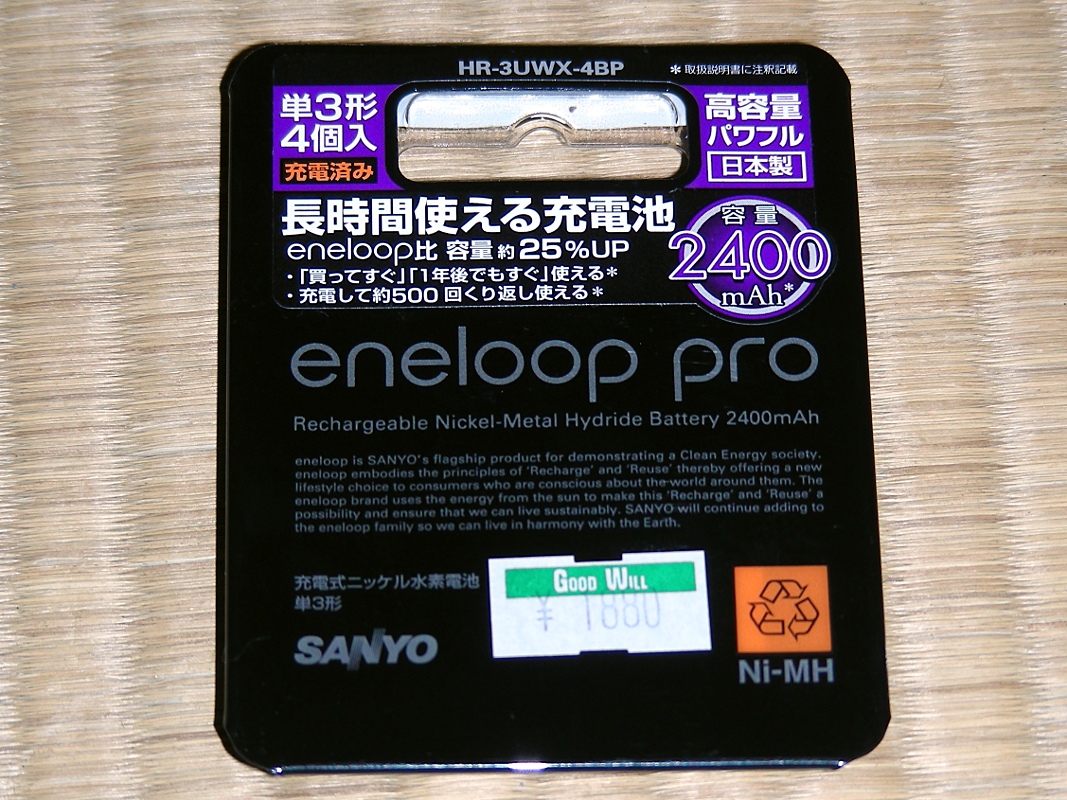 HR-3UWX-4BP
＊取扱説明書に注釈記載
単3形
4個入
充電済み
高容量
パワフル
日本製
長時間使える充電池
eneloop比 容量 約25%UP
・「買ってすぐ」「1年後でもすぐ」使える＊
・充電して約500回くり返し使える＊
容量
2400
mAh*
eneloop pro
Rechargeable Nickel-Metal Hydride Battery 2400mAh
eneloop is SANYO's flagship product for demonstrating a Clean Energy society.
eneloop embodies the principles of 'Recharge' and 'Reuse' thereby offering a new
lifestyle choice to consumers who are conscious about the world around them. The
eneloop brand uses the energy from the sun to make this 'Recharge' and 'Reuse' a
possibility and ensure that we can live sustainably. SANYO will continue adding to
the eneloop family so we can live in harmony with the Earth.
充電式ニッケル水素電池
単3形
SANYO
GOOD WILL
¥ 1880
Ni-MH